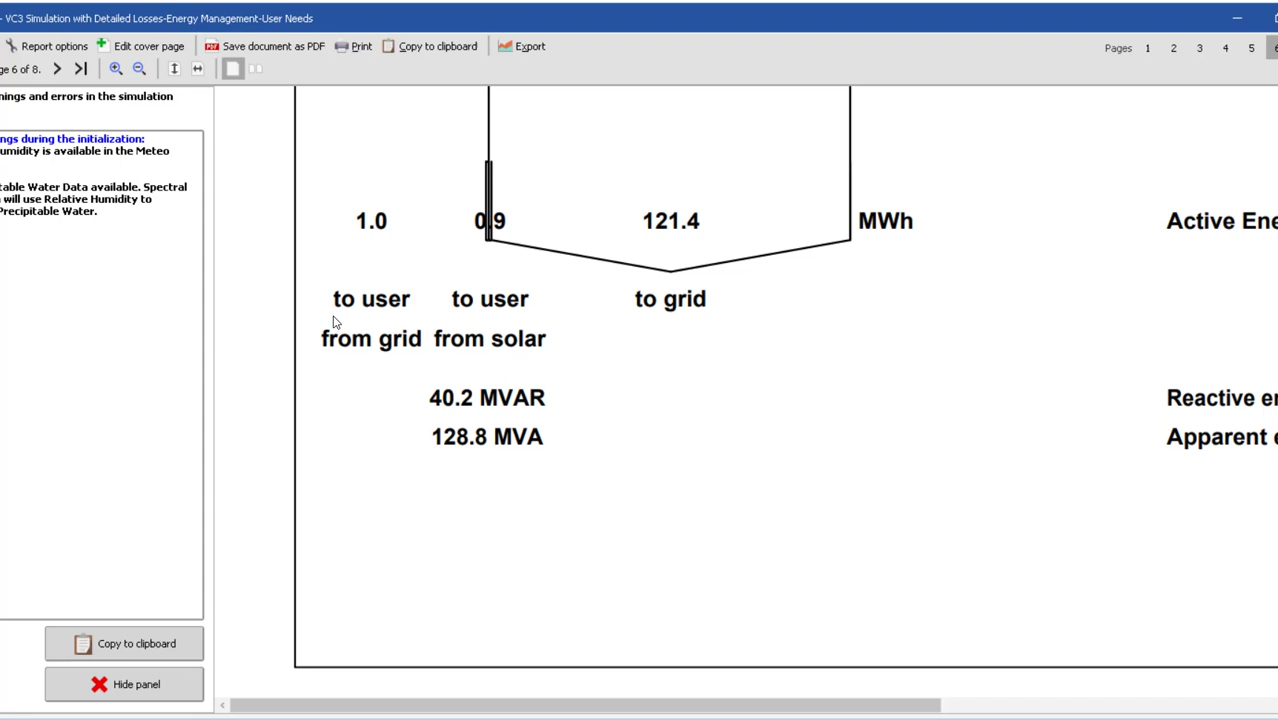 - VC3 Simulation with Detailed Losses-Energy Management-User Needs
Report options Edit cover page Save document as PDF Print Copy to clipboard Export Pages 1 2 3 4 5 6
ge 6 of 8.
nings and errors in the simulation
ngs during the initialization:
umidity is available in the Meteo
table Water Data available. Spectral
will use Relative Humidity to
Precipitable Water.
1.0 0.9 121.4 MWh Active Ene
to user to user to grid
from grid from solar
40.2 MVAR Reactive er
128.8 MVA Apparent e
Copy to clipboard
Hide panel